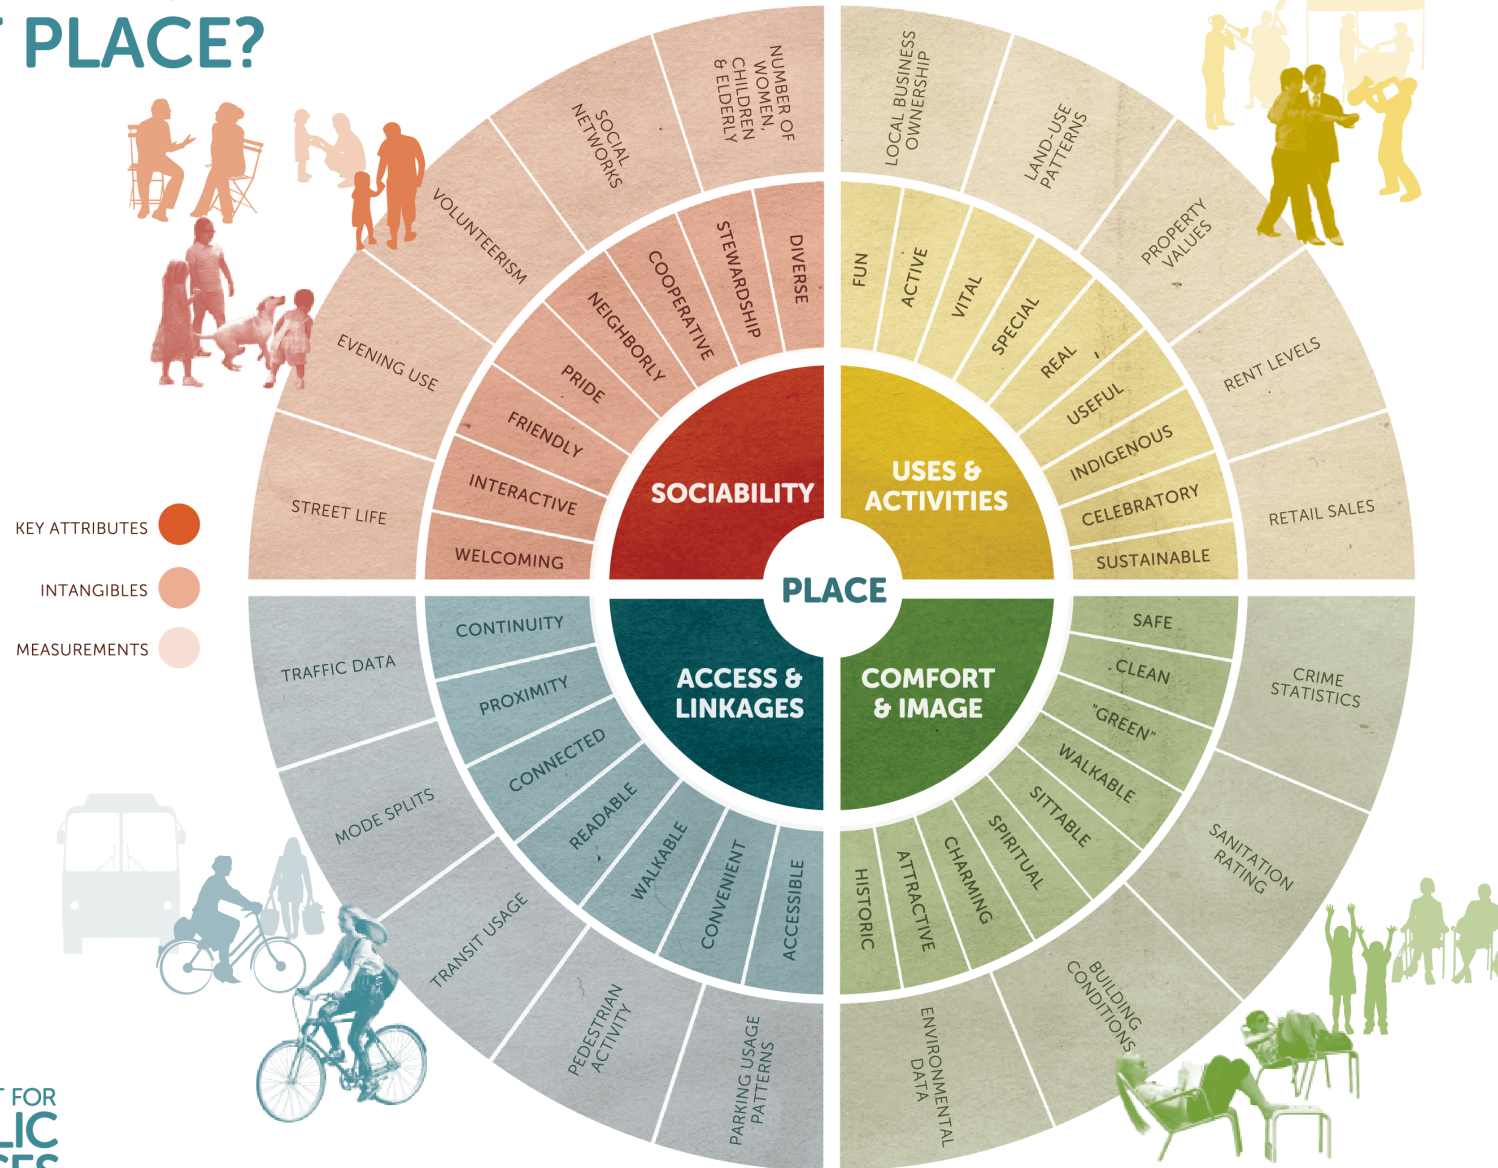 PLACE?
KEY ATTRIBUTES
INTANGIBLES
MEASUREMENTS
PLACE
SOCIABILITY
WELCOMING
INTERACTIVE
FRIENDLY
PRIDE
NEIGHBORLY
COOPERATIVE
STEWARDSHIP
DIVERSE
STREET LIFE
EVENING USE
VOLUNTEERISM
SOCIAL
NETWORKS
NUMBER OF
WOMEN,
CHILDREN
& ELDERLY
USES &
ACTIVITIES
FUN
ACTIVE
VITAL
SPECIAL
REAL
USEFUL
INDIGENOUS
CELEBRATORY
SUSTAINABLE
LOCAL BUSINESS
OWNERSHIP
LAND-USE
PATTERNS
PROPERTY
VALUES
RENT LEVELS
RETAIL SALES
COMFORT
& IMAGE
SAFE
CLEAN
"GREEN"
WALKABLE
SITTABLE
SPIRITUAL
CHARMING
ATTRACTIVE
HISTORIC
CRIME
STATISTICS
SANITATION
RATING
BUILDING
CONDITIONS
ENVIRONMENTAL
DATA
ACCESS &
LINKAGES
CONTINUITY
PROXIMITY
CONNECTED
READABLE
WALKABLE
CONVENIENT
ACCESSIBLE
TRAFFIC DATA
MODE SPLITS
TRANSIT USAGE
PEDESTRIAN
ACTIVITY
PARKING USAGE
PATTERNS
T FOR
LIC